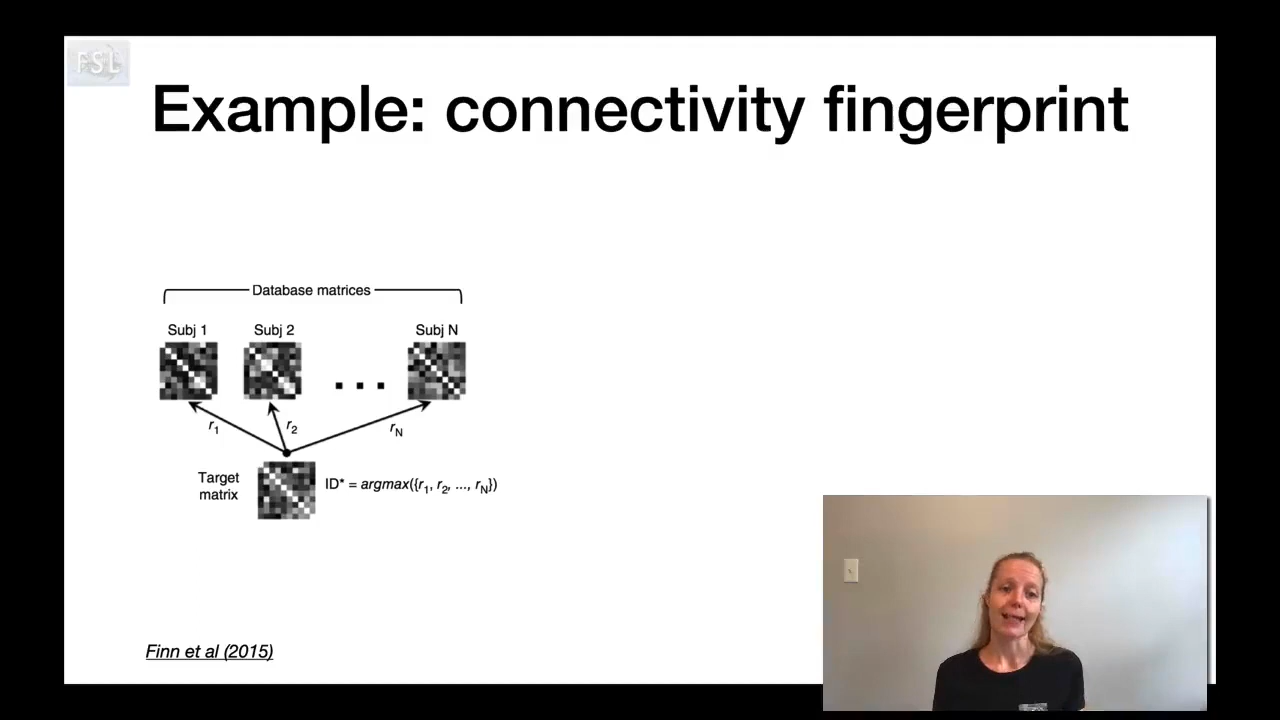 FSL
Example: connectivity fingerprint
Database matrices
Subj 1 Subj 2 Subj N
r1 r2 rN
Target
matrix
ID* = argmax({r1, r2, ..., rN})
Finn et al (2015)